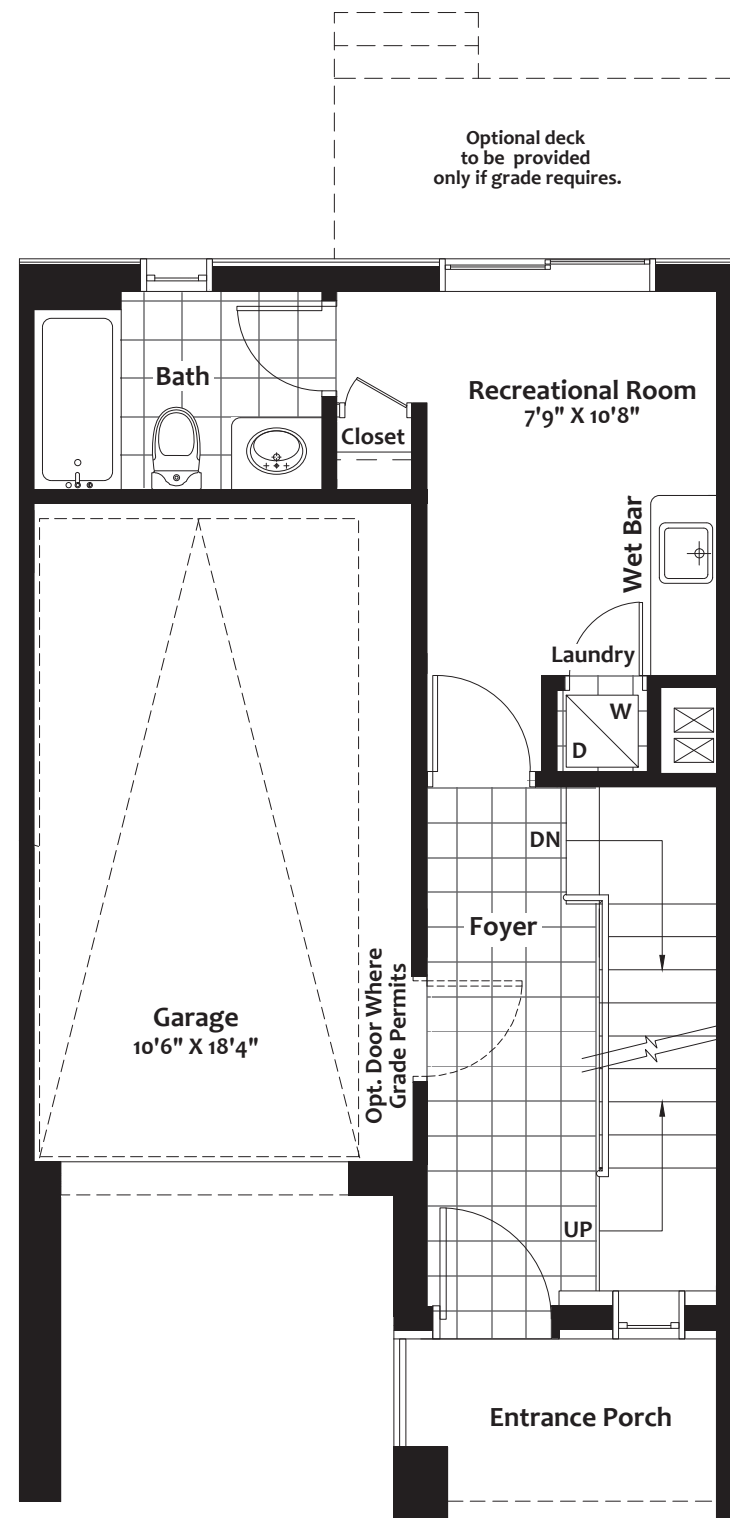 Optional deck
to be provided
only if grade requires.
Bath
Recreational Room
7'9" X 10'8"
Closet
Wet Bar
Laundry
W
D
DN
Foyer
Opt. Door Where
Grade Permits
Garage
10'6" X 18'4"
UP
Entrance Porch